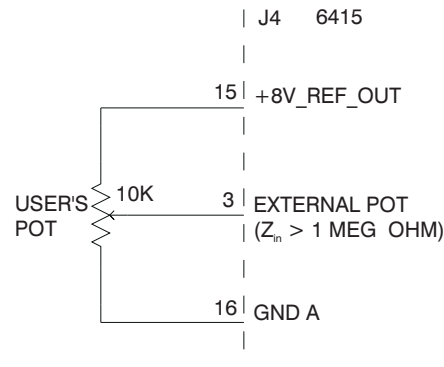 J4 6415
15 +8V_REF_OUT
USER'S POT
10K
3 EXTERNAL POT
(Zin > 1 MEG OHM)
16 GND A